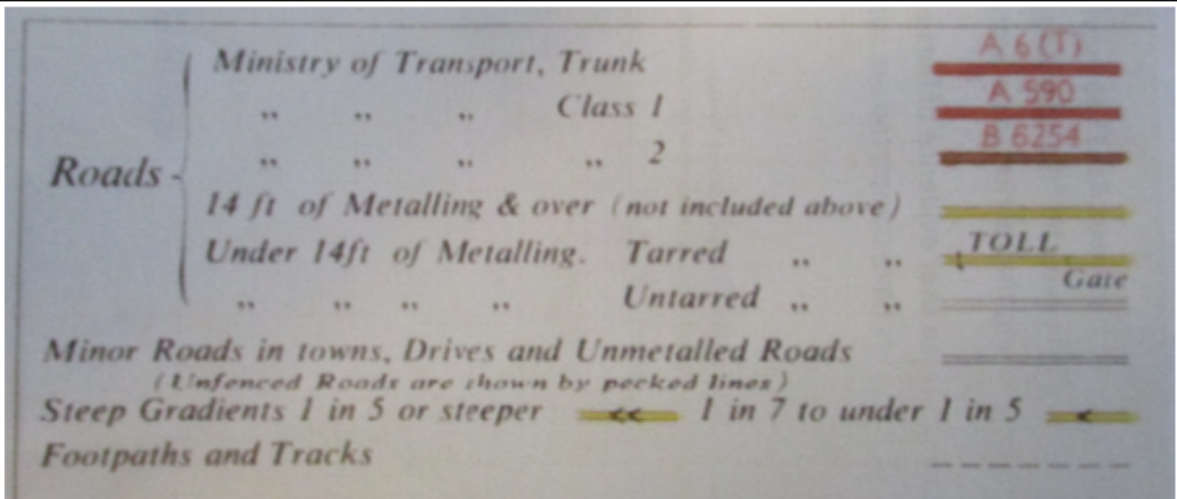 Ministry of Transport, Trunk A 6 (T)
„ „ „ Class 1 A 590
„ „ „ „ 2 B 6254
Roads
14 ft of Metalling & over (not included above)
Under 14ft of Metalling. Tarred „ „ TOLL
Gate
„ „ „ „ Untarred „ „
Minor Roads in towns, Drives and Unmetalled Roads
(Unfenced Roads are shown by pecked lines)
Steep Gradients 1 in 5 or steeper << 1 in 7 to under 1 in 5 <
Footpaths and Tracks